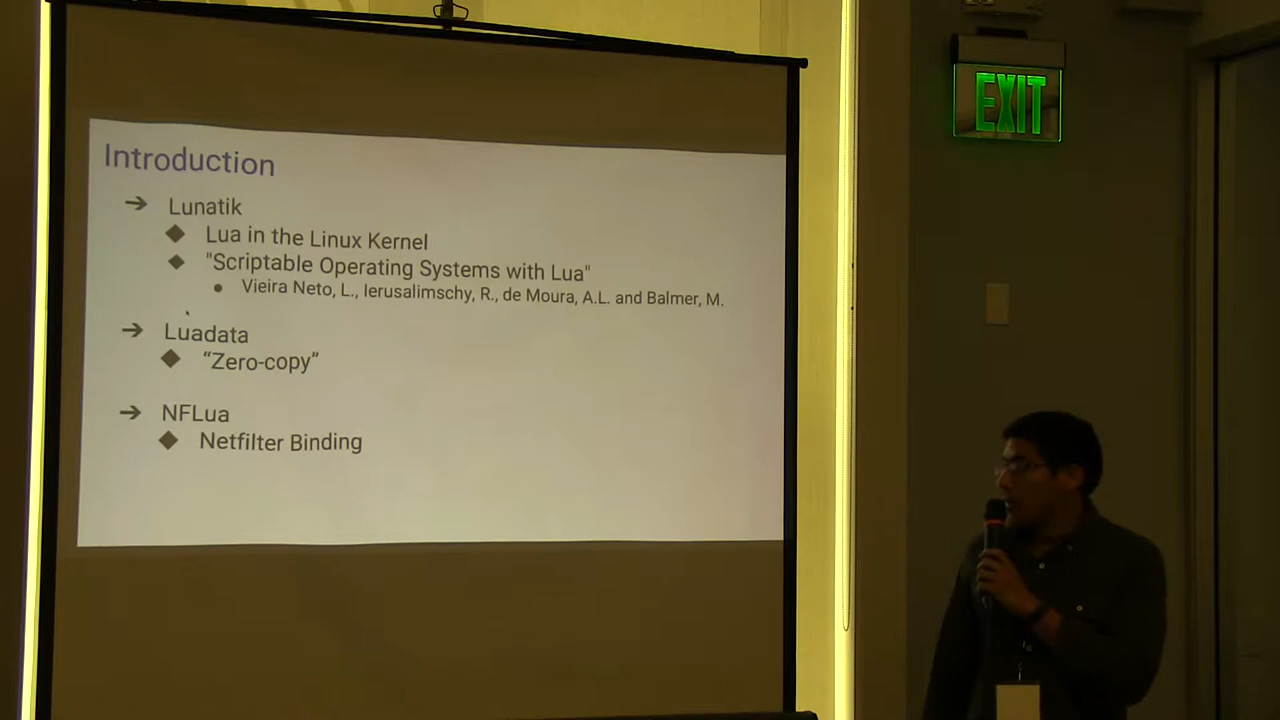 EXIT
Introduction
Lunatik
Lua in the Linux Kernel
"Scriptable Operating Systems with Lua"
Vieira Neto, L., Ierusalimschy, R., de Moura, A.L. and Balmer, M.
Luadata
“Zero-copy”
NFLua
Netfilter Binding